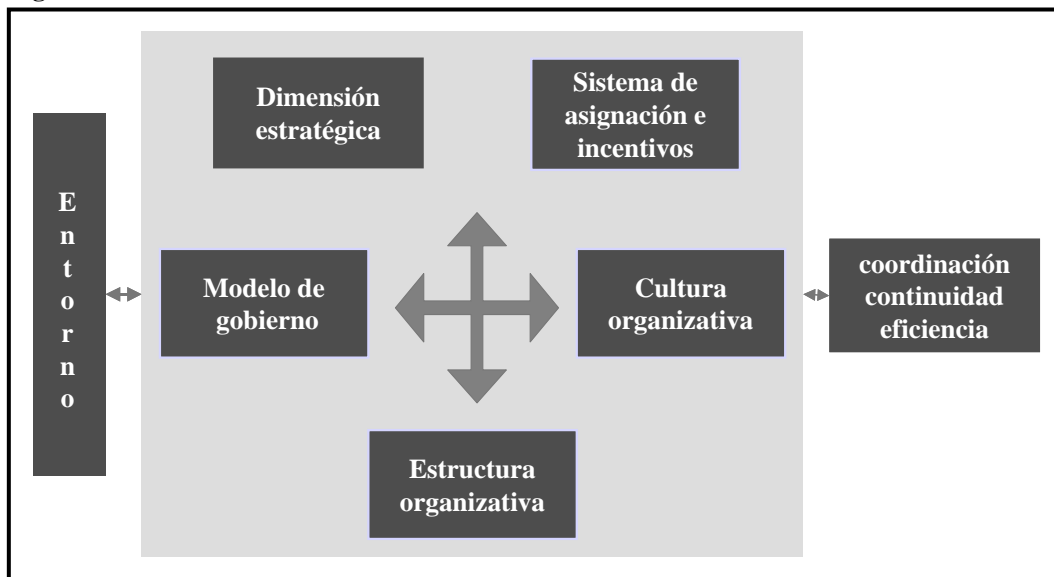 Dimensión
estratégica
Sistema de
asignación e
incentivos
E
n
t
o
r
n
o
Modelo de
gobierno
Cultura
organizativa
coordinación
continuidad
eficiencia
Estructura
organizativa